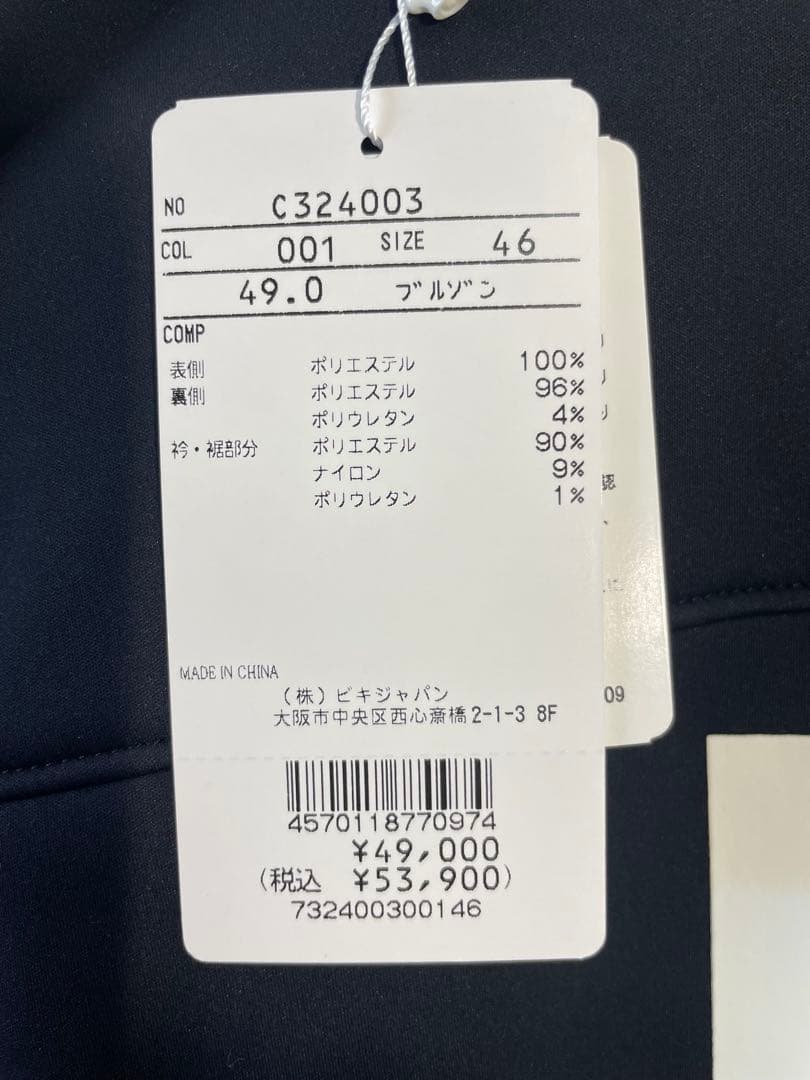 NO C324003
COL 001 SIZE 46
49.0 ブルゾン
COMP
表側 ポリエステル 100%
裏側 ポリエステル 96%
ポリウレタン 4%
衿・裾部分 ポリエステル 90%
ナイロン 9%
ポリウレタン 1%
MADE IN CHINA
(株)ビキジャパン
大阪市中央区西心斎橋2-1-3 8F
4570118770974
¥49,000
(税込 ¥53,900)
732400300146
認
に
09